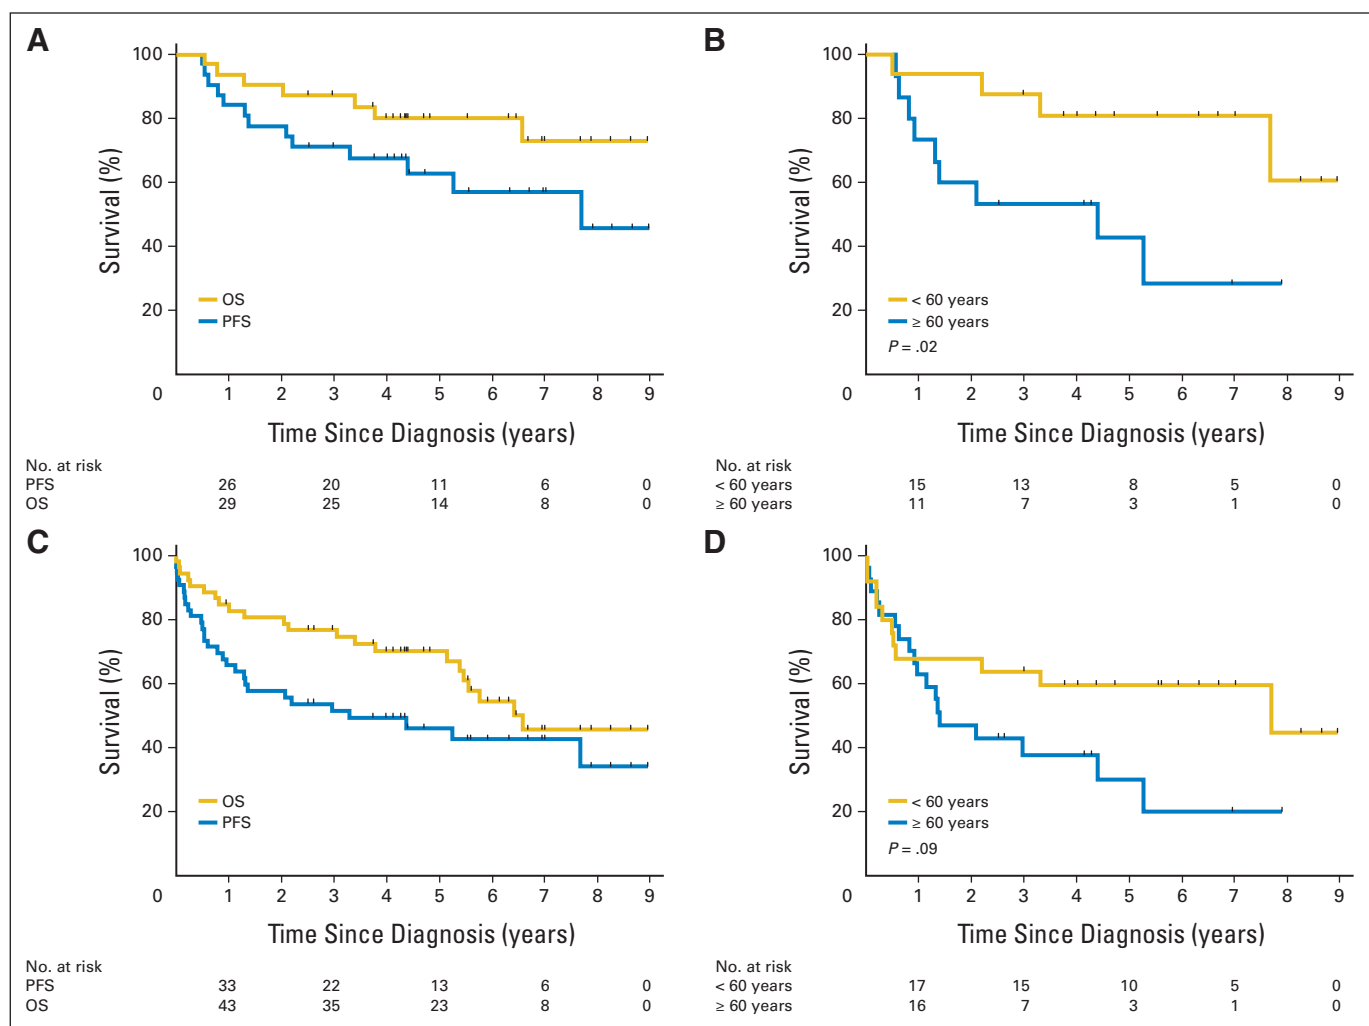 A
100
80
60
40
20
Survival (%)
OS
PFS
0 1 2 3 4 5 6 7 8 9
Time Since Diagnosis (years)
No. at risk
PFS 26 20 11 6 0
OS 29 25 14 8 0
B
100
80
60
40
20
Survival (%)
< 60 years
≥ 60 years
P = .02
0 1 2 3 4 5 6 7 8 9
Time Since Diagnosis (years)
No. at risk
< 60 years 15 13 8 5 0
≥ 60 years 11 7 3 1 0
C
100
80
60
40
20
Survival (%)
OS
PFS
0 1 2 3 4 5 6 7 8 9
Time Since Diagnosis (years)
No. at risk
PFS 33 22 13 6 0
OS 43 35 23 8 0
D
100
80
60
40
20
Survival (%)
< 60 years
≥ 60 years
P = .09
0 1 2 3 4 5 6 7 8 9
Time Since Diagnosis (years)
No. at risk
< 60 years 17 15 10 5 0
≥ 60 years 16 7 3 1 0